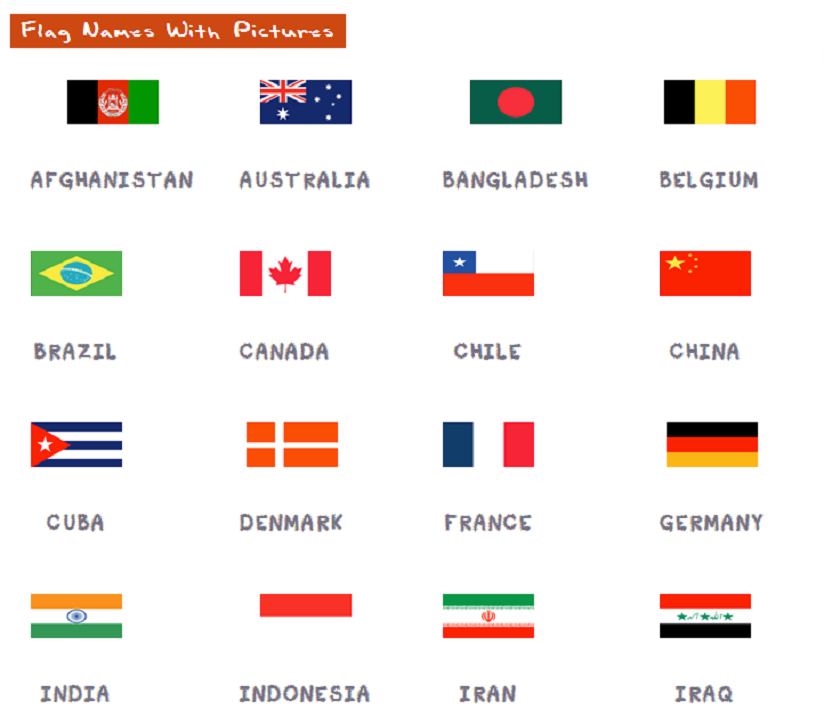 Flag Names With Pictures
AFGHANISTAN AUSTRALIA BANGLADESH BELGIUM
BRAZIL CANADA CHILE CHINA
CUBA DENMARK FRANCE GERMANY
INDIA INDONESIA IRAN IRAQ